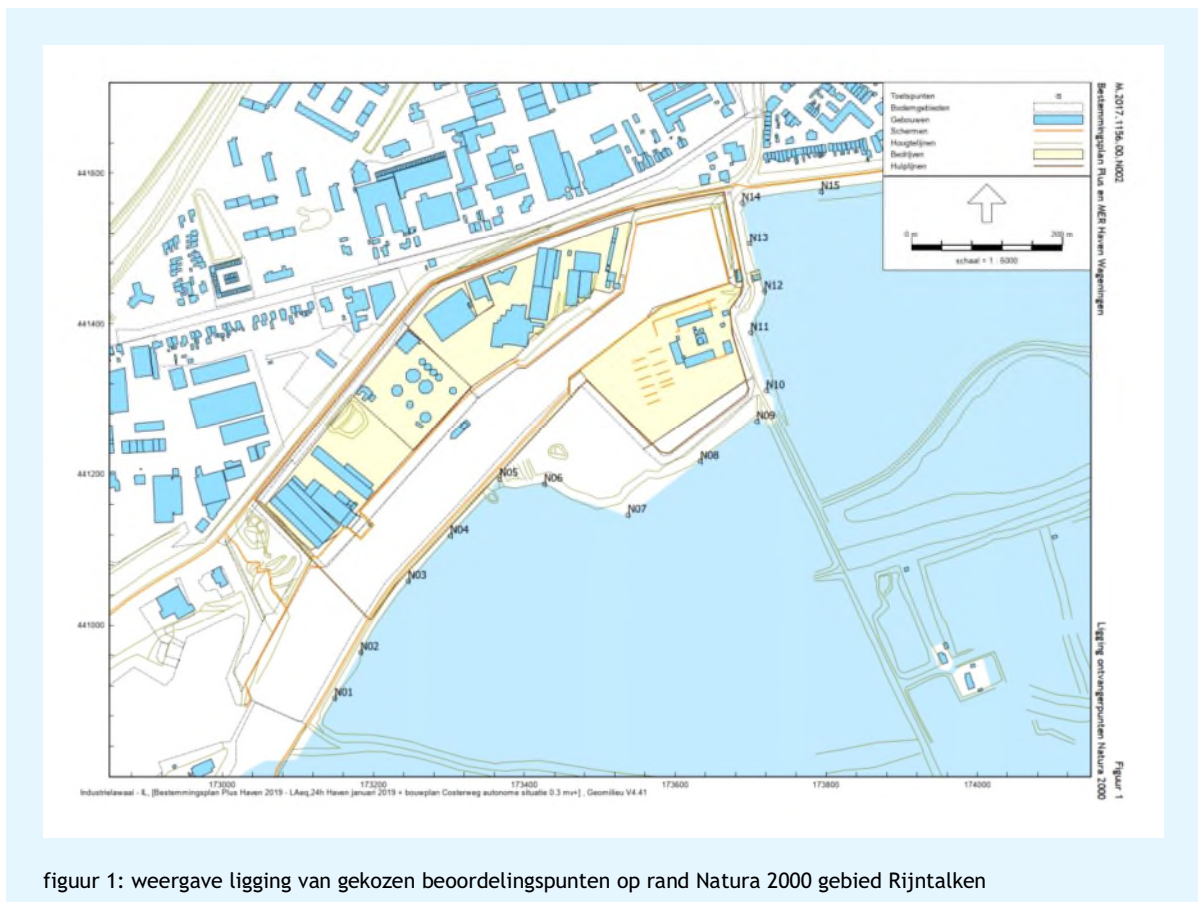 Toetspunten
Bodemgebieden
Gebouwen
Schermen
Hoogtelijnen
Bedrijven
Hulplijnen
0 m 200 m
schaal = 1 : 5000
M.2017.1156.00.N002
Bestemmingsplan Plus en MER Haven Wageningen
Ligging ontvangerpunten Natura 2000
Figuur 1
441600
441400
441200
441000
N15
N14
N13
N12
N11
N10
N09
N08
N07
N06
N05
N04
N03
N02
N01
173000 173200 173400 173600 173800 174000
Industrielawaai - IL, [Bestemmingsplan Plus Haven 2019 - LAeq,24h Haven januari 2019 + bouwplan Costerweg autonome situatie 0.3 mv+] , Geomilieu V4.41
figuur 1: weergave ligging van gekozen beoordelingspunten op rand Natura 2000 gebied Rijntalken